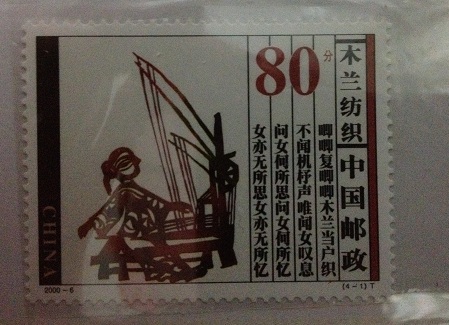 80分
木兰纺织
中国邮政
唧唧复唧唧木兰当户织
不闻机杼声唯闻女叹息
问女何所思问女何所忆
女亦无所思女亦无所忆
CHINA
2000-6
(4-1)T